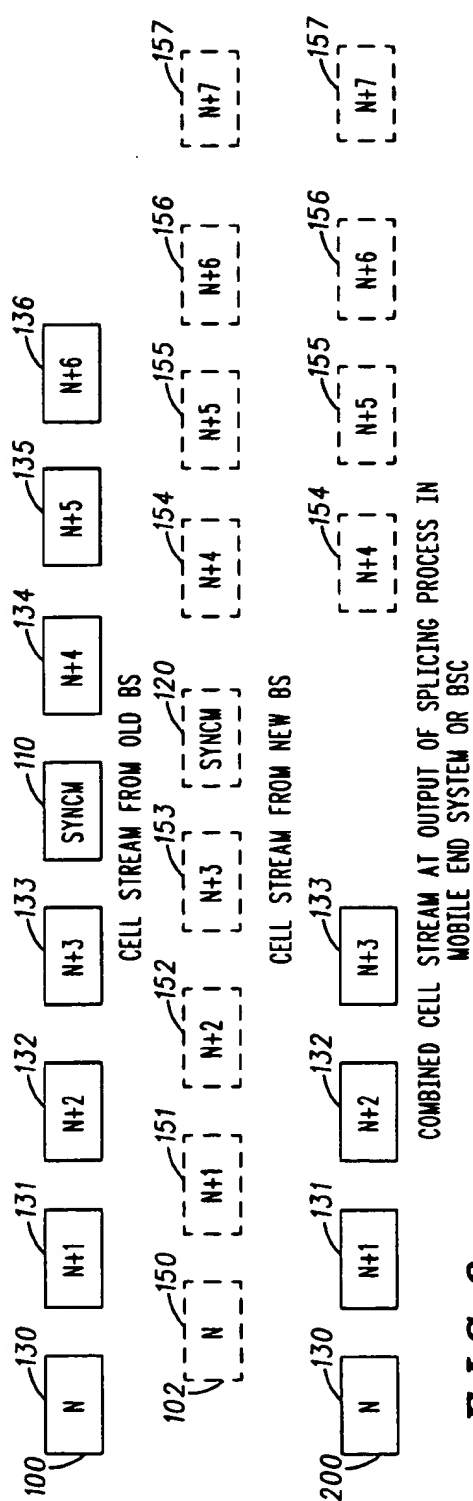 130 131 132 133 110 134 135 136
100 N N+1 N+2 N+3 SYNCM N+4 N+5 N+6
CELL STREAM FROM OLD BS
150 151 152 153 120 154 155 156 157
102 N N+1 N+2 N+3 SYNCM N+4 N+5 N+6 N+7
CELL STREAM FROM NEW BS
130 131 132 133 154 155 156 157
200 N N+1 N+2 N+3 N+4 N+5 N+6 N+7
COMBINED CELL STREAM AT OUTPUT OF SPLICING PROCESS IN
MOBILE END SYSTEM OR BSC
FIG.